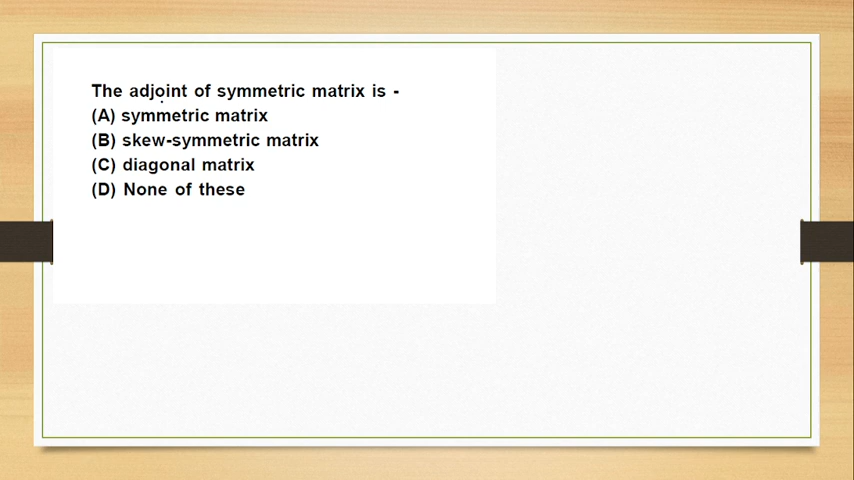 The adjoint of symmetric matrix is -
(A) symmetric matrix
(B) skew-symmetric matrix
(C) diagonal matrix
(D) None of these